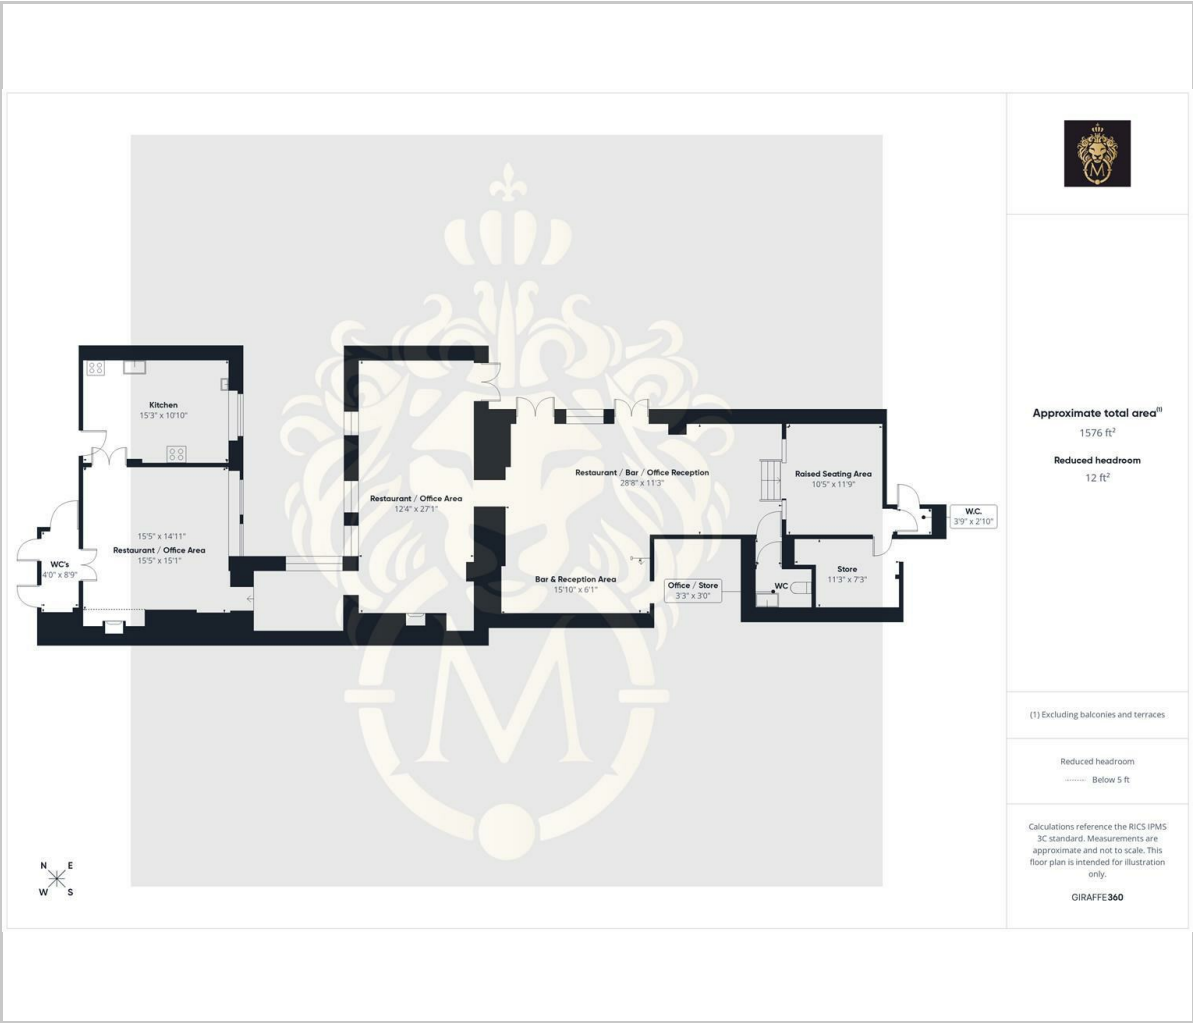 M
Kitchen
15'3" x 10'10"
Restaurant / Office Area
12'4" x 27'1"
Restaurant / Bar / Office Reception
28'8" x 11'3"
Raised Seating Area
10'5" x 11'9"
W.C.
3'9" x 2'10"
15'5" x 14'11"
Restaurant / Office Area
15'5" x 15'1"
WC's
4'0" x 8'9"
Bar & Reception Area
15'10" x 6'1"
Office / Store
3'3" x 3'0"
WC
Store
11'3" x 7'3"
M
N E
W S
Approximate total area(1)
1576 ft²
Reduced headroom
12 ft²
(1) Excluding balconies and terraces
Reduced headroom
Below 5 ft
Calculations reference the RICS IPMS
3C standard. Measurements are
approximate and not to scale. This
floor plan is intended for illustration
only.
GIRAFFE360